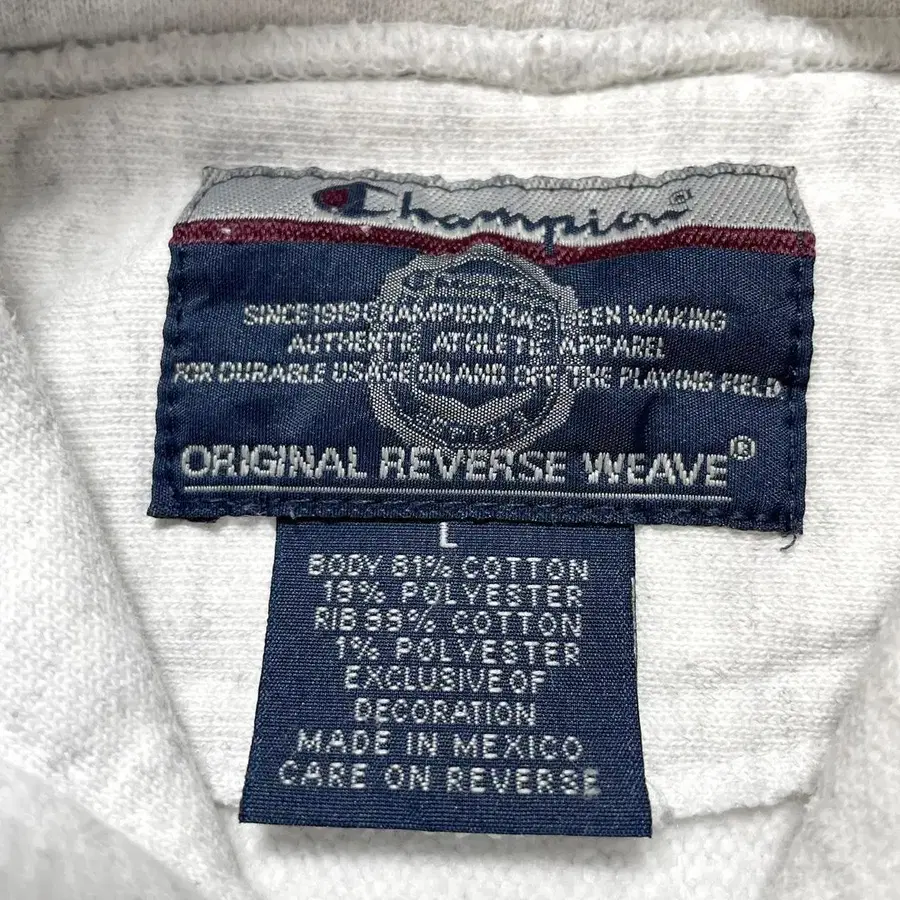 Champion®
Champion
SINCE 1919 CHAMPION HAS BEEN MAKING
AUTHENTIC ATHLETIC APPAREL
FOR DURABLE USAGE ON AND OFF THE PLAYING FIELD.
ORIGINAL REVERSE WEAVE®
L
BODY 81% COTTON
19% POLYESTER
RIB 99% COTTON
1% POLYESTER
EXCLUSIVE OF
DECORATION
MADE IN MEXICO
CARE ON REVERSE